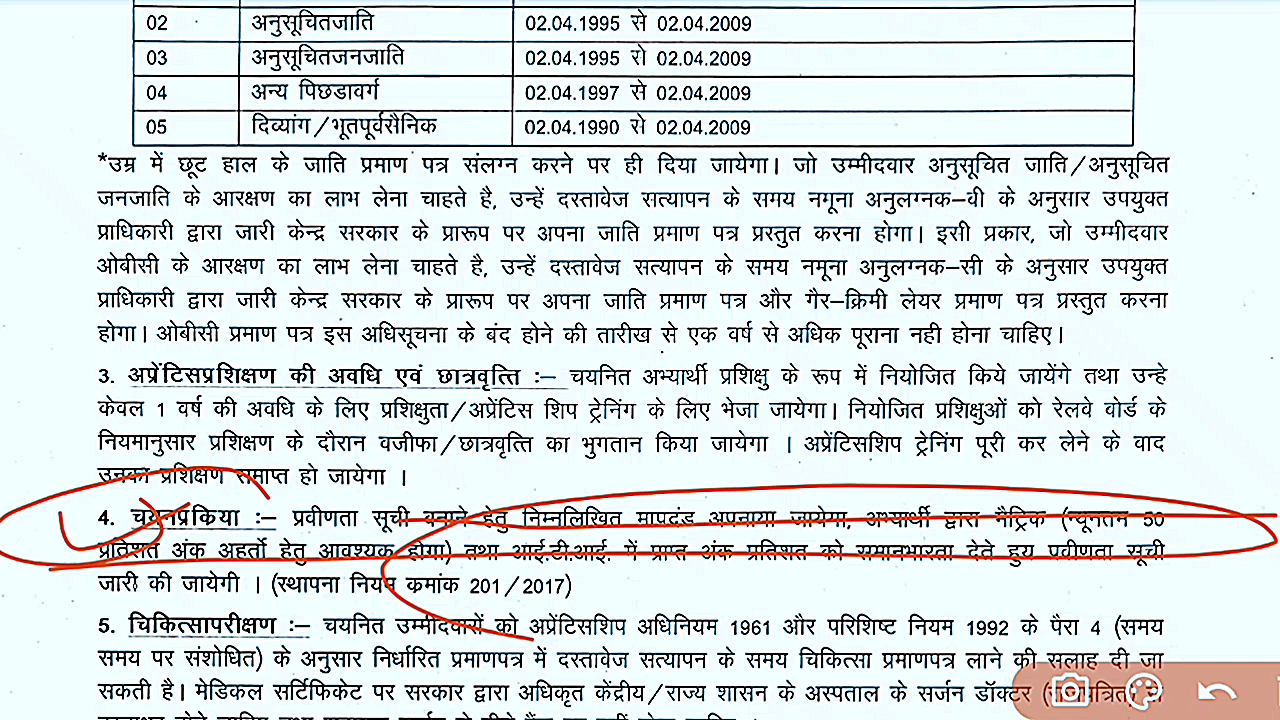 02 अनुसूचितजाति 02.04.1995 से 02.04.2009
03 अनुसूचितजनजाति 02.04.1995 से 02.04.2009
04 अन्य पिछडावर्ग 02.04.1997 से 02.04.2009
05 दिव्यांग/भूतपूर्वसैनिक 02.04.1990 से 02.04.2009
*उम्र में छूट हाल के जाति प्रमाण पत्र संलग्न करने पर ही दिया जायेगा। जो उम्मीदवार अनुसूचित जाति/अनुसूचित
जनजाति के आरक्षण का लाभ लेना चाहते है, उन्हें दस्तावेज सत्यापन के समय नमूना अनुलग्नक–बी के अनुसार उपयुक्त
प्राधिकारी द्वारा जारी केन्द्र सरकार के प्रारूप पर अपना जाति प्रमाण पत्र प्रस्तुत करना होगा। इसी प्रकार, जो उम्मीदवार
ओबीसी के आरक्षण का लाभ लेना चाहते है, उन्हें दस्तावेज सत्यापन के समय नमूना अनुलग्नक–सी के अनुसार उपयुक्त
प्राधिकारी द्वारा जारी केन्द्र सरकार के प्रारूप पर अपना जाति प्रमाण पत्र और गैर–क्रिमी लेयर प्रमाण पत्र प्रस्तुत करना
होगा। ओबीसी प्रमाण पत्र इस अधिसूचना के बंद होने की तारीख से एक वर्ष से अधिक पूराना नही होना चाहिए।
3. अप्रेंटिसप्रशिक्षण की अवधि एवं छात्रवृत्ति :– चयनित अभ्यार्थी प्रशिक्षु के रूप में नियोजित किये जायेंगे तथा उन्हे
केवल 1 वर्ष की अवधि के लिए प्रशिक्षुता/अप्रेंटिस शिप ट्रेनिंग के लिए भेजा जायेगा। नियोजित प्रशिक्षुओं को रेलवे बोर्ड के
नियमानुसार प्रशिक्षण के दौरान वजीफा/छात्रवृत्ति का भुगतान किया जायेगा । अप्रेंटिसशिप ट्रेनिंग पूरी कर लेने के बाद
उनका प्रशिक्षण समाप्त हो जायेगा ।
4. चयनप्रकिया :– प्रवीणता सूची बनाने हेतु निम्नलिखित मापदंड अपनाया जायेगा, अभ्यार्थी द्वारा मैट्रिक (न्यूनतम 50
प्रतिशत अंक अहर्तो हेतु आवश्यक होगा) तथा आई.टी.आई. में प्राप्त अंक प्रतिशत को समानभारता देते हुय प्रवीणता सूची
जारी की जायेगी । (स्थापना नियम कमांक 201/2017)
5. चिकित्सापरीक्षण :– चयनित उम्मीदवारों को अप्रेंटिसशिप अधिनियम 1961 और परिशिष्ट नियम 1992 के पैरा 4 (समय
समय पर संशोधित) के अनुसार निर्धारित प्रमाणपत्र में दस्तावेज सत्यापन के समय चिकित्सा प्रमाणपत्र लाने की सलाह दी जा
सकती है। मेडिकल सर्टिफिकेट पर सरकार द्वारा अधिकृत केंद्रीय/राज्य शासन के अस्पताल के सर्जन डॉक्टर